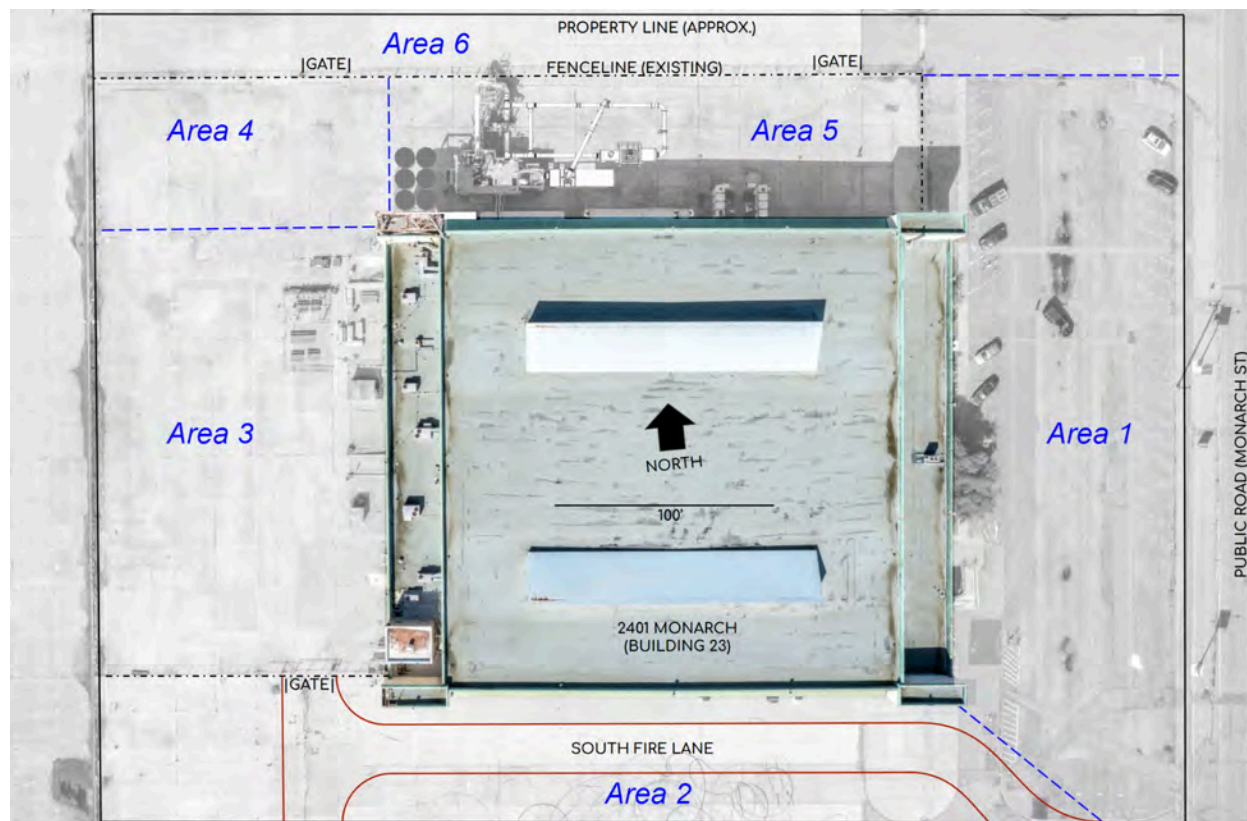 PROPERTY LINE (APPROX.)
Area 6
|GATE|
FENCELINE (EXISTING)
|GATE|
Area 4
Area 5
Area 3
NORTH
Area 1
100'
PUBLIC ROAD (MONARCH ST)
2401 MONARCH
(BUILDING 23)
|GATE|
SOUTH FIRE LANE
Area 2